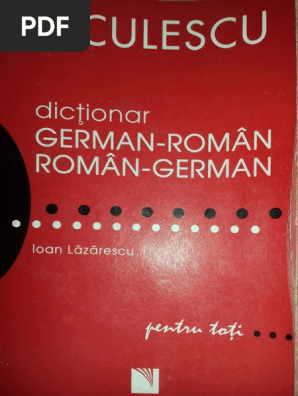 PDF
CULESCU
dicționar
GERMAN-ROMÂN
ROMÂN-GERMAN
Ioan Lăzărescu
pentru toți...